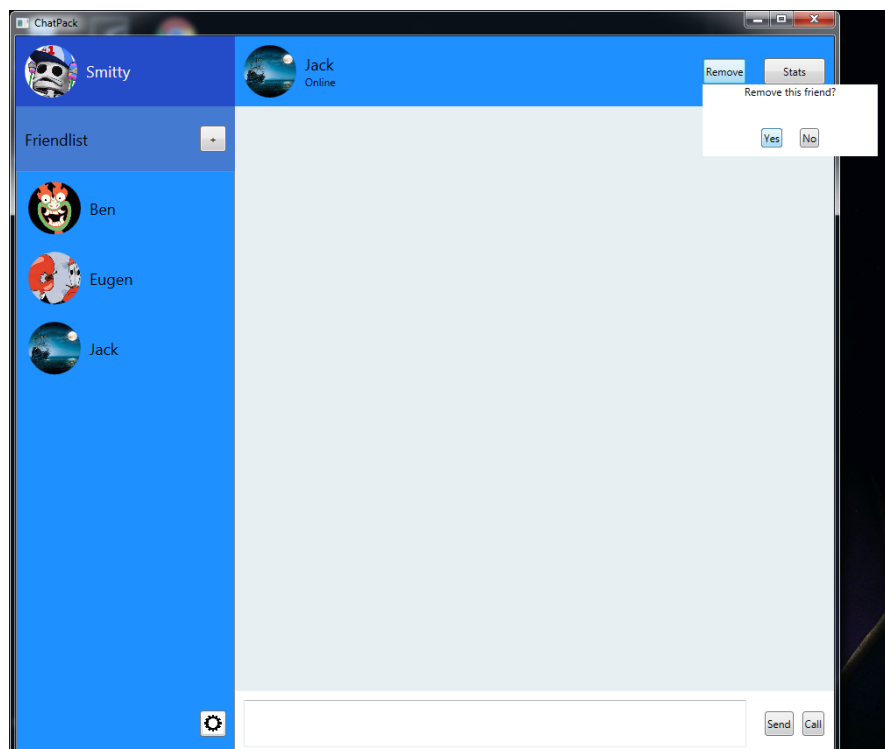 ChatPack
Smitty
Jack
Online
Remove
Stats
Remove this friend?
Yes No
Friendlist
+
Ben
Eugen
Jack
Send Call